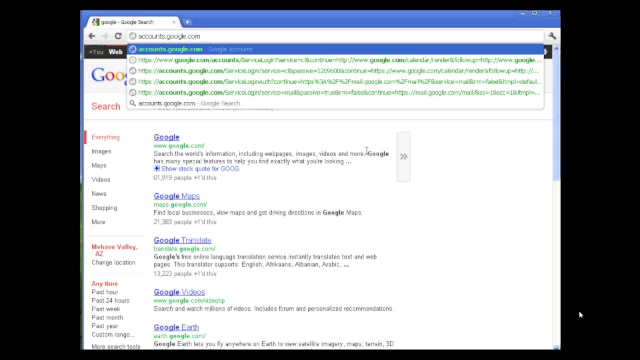 google - Google Search
accounts.google.com
accounts.google.com - Google Accounts
+You Web
Search
accounts.google.com - Google Search
Everything
Images
Maps
Videos
News
Shopping
More
Mohave Valley, AZ
Change location
Any time
Past hour
Past 24 hours
Past week
Past month
Past year
Custom range...
More search tools
Google
www.google.com/
Search the world's information, including webpages, images, videos and more. Google
has many special features to help you find exactly what you're looking ...
Show stock quote for GOOG
61,919 people +1'd this
Google Maps
maps.google.com/
Find local businesses, view maps and get driving directions in Google Maps.
21,383 people +1'd this
Google Translate
translate.google.com/
Google's free online language translation service instantly translates text and web
pages. This translator supports: English, Afrikaans, Albanian, Arabic, ...
13,223 people +1'd this
Google Videos
www.google.com/videohp
Search and watch millions of videos. Includes forum and personalized recommendations.
Google Earth
earth.google.com/
Google Earth lets you fly anywhere on Earth to view satellite imagery, maps, terrain, 3D